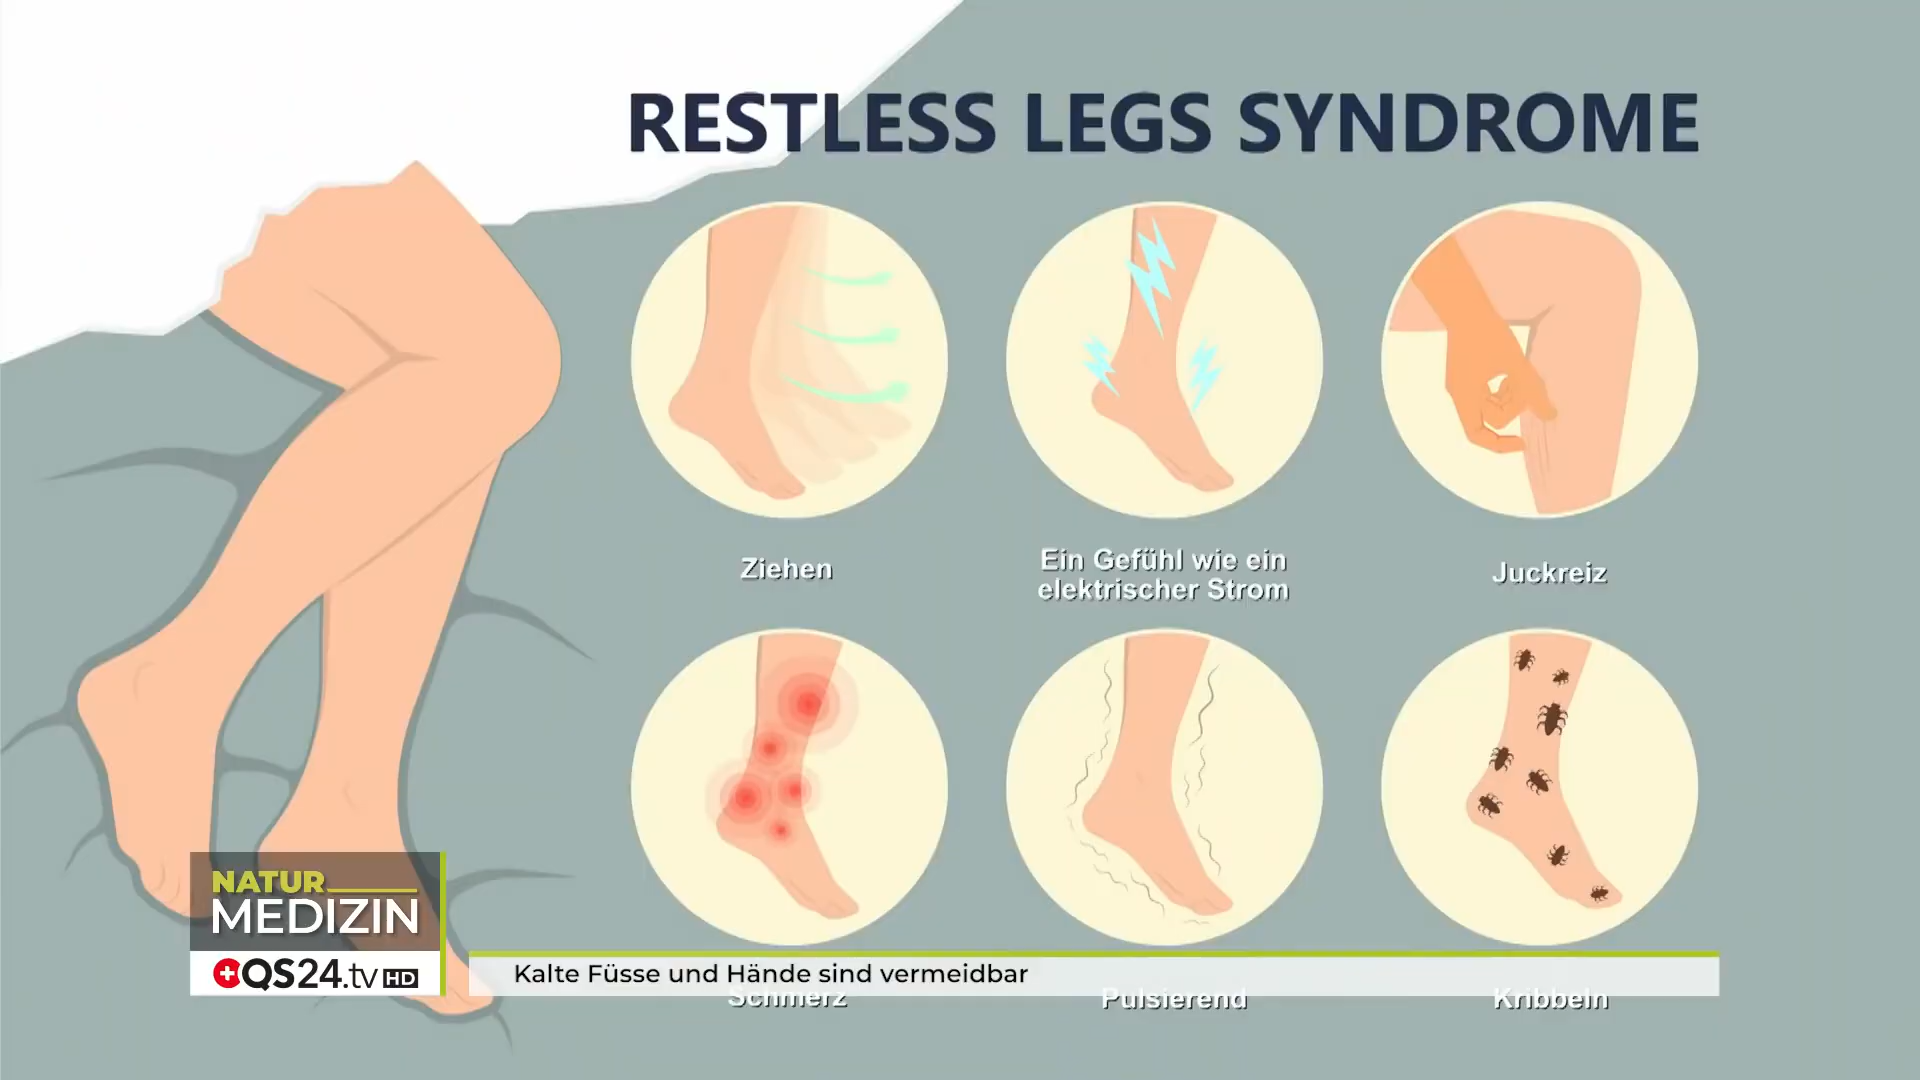 RESTLESS LEGS SYNDROME
Ziehen
Ein Gefühl wie ein
elektrischer Strom
Juckreiz
Schmerz
Pulsierend
Kribbeln
NATUR
MEDIZIN
QS24.tv HD
Kalte Füsse und Hände sind vermeidbar